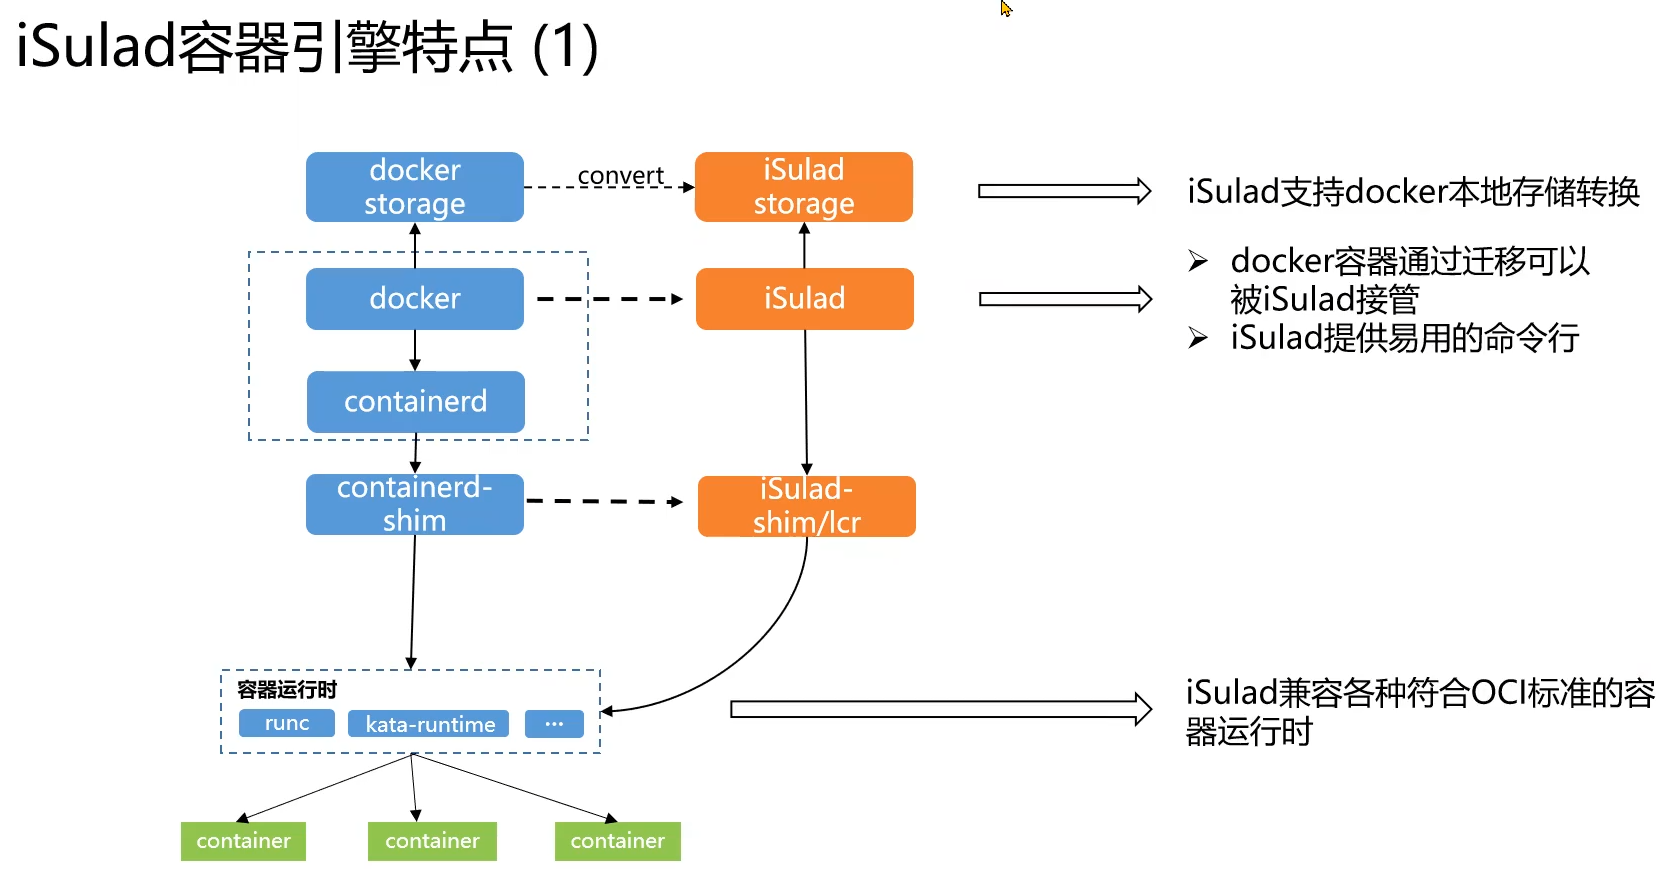 iSulad容器引擎特点 (1)
docker
storage
convert
iSulad
storage
iSulad支持docker本地存储转换
docker
iSulad
docker容器通过迁移可以
被iSulad接管
iSulad提供易用的命令行
containerd
containerd-
shim
iSulad-
shim/lcr
容器运行时
runc
kata-runtime
...
iSulad兼容各种符合OCI标准的容
器运行时
container
container
container